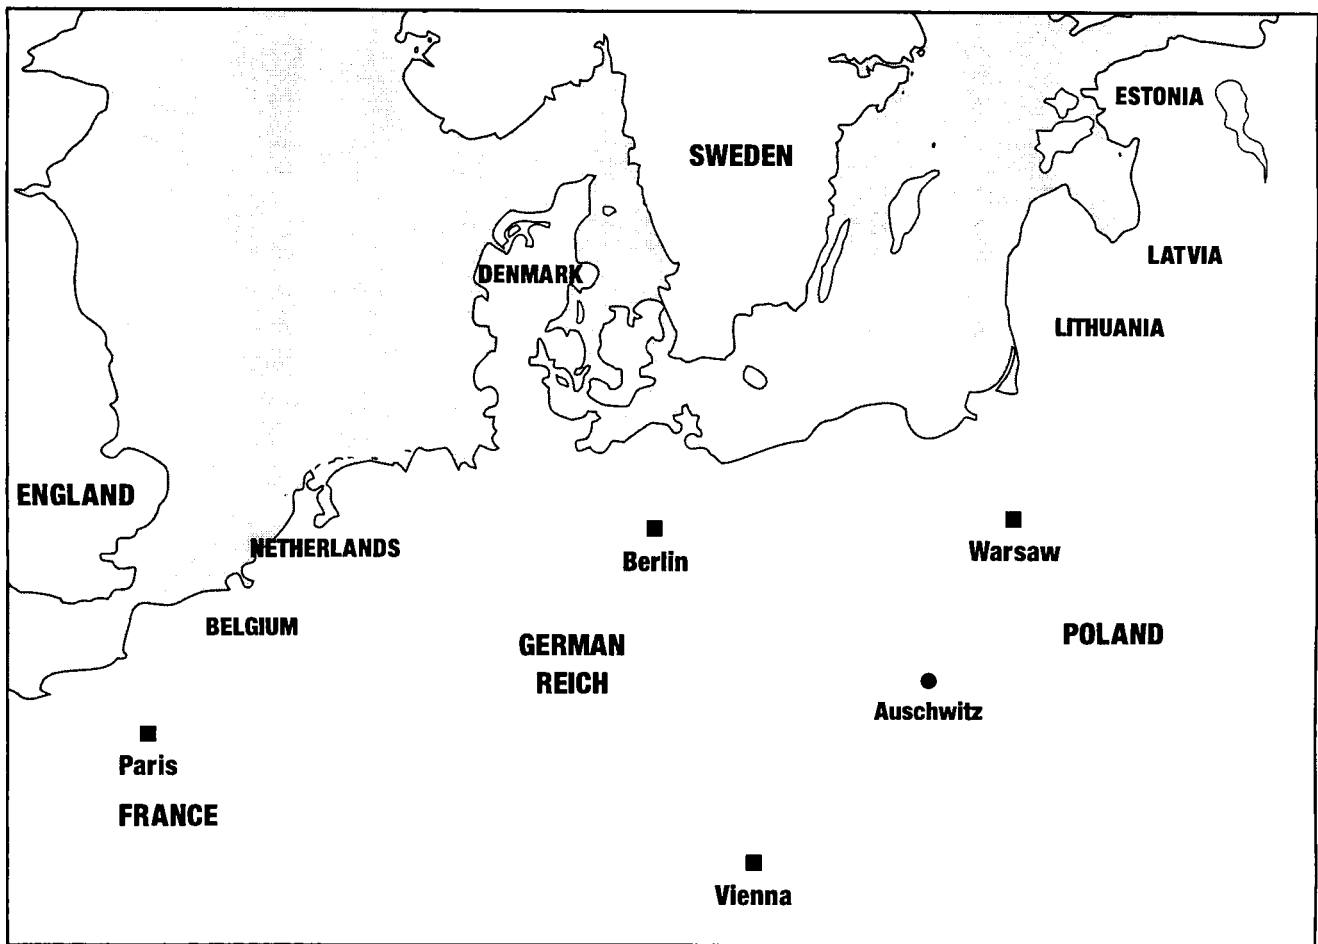 ESTONIA
SWEDEN
LATVIA
DENMARK
LITHUANIA
ENGLAND
NETHERLANDS
Berlin
Warsaw
BELGIUM
GERMAN
REICH
POLAND
Auschwitz
Paris
FRANCE
Vienna